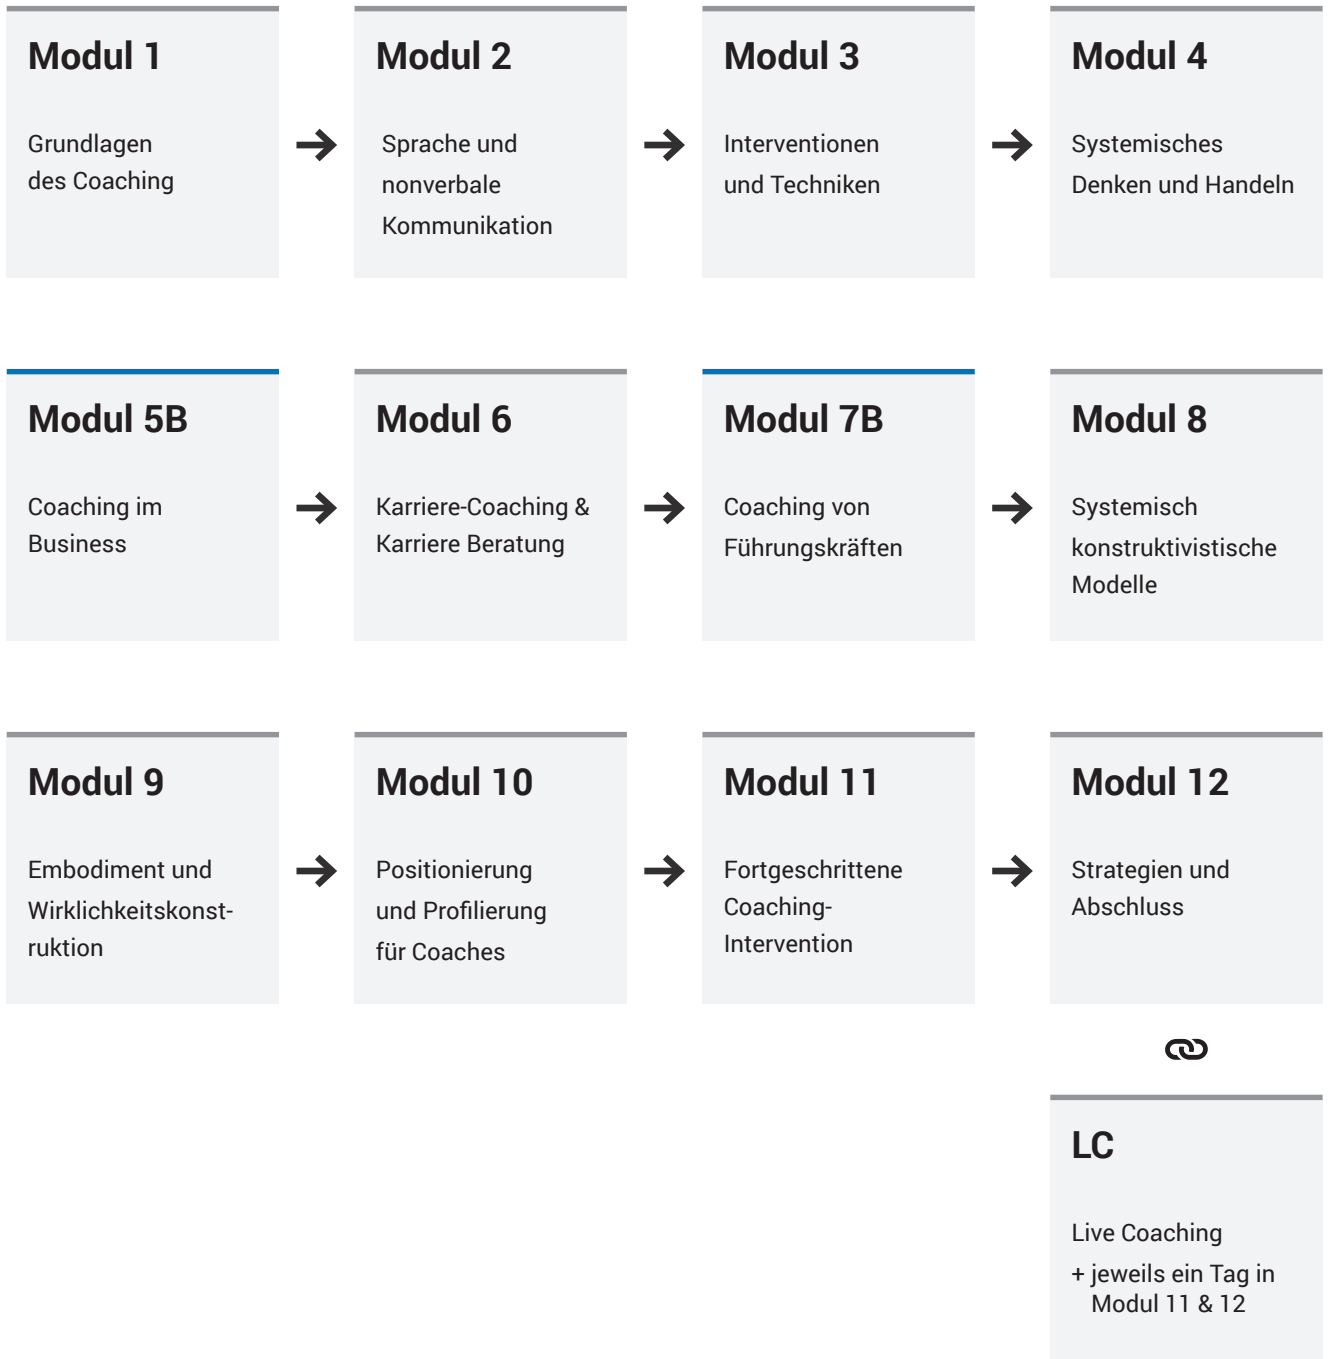 Modul 1
Grundlagen
des Coaching
Modul 2
Sprache und
nonverbale
Kommunikation
Modul 3
Interventionen
und Techniken
Modul 4
Systemisches
Denken und Handeln
Modul 5B
Coaching im
Business
Modul 6
Karriere-Coaching &
Karriere Beratung
Modul 7B
Coaching von
Führungskräften
Modul 8
Systemisch
konstruktivistische
Modelle
Modul 9
Embodiment und
Wirklichkeitskonst-
ruktion
Modul 10
Positionierung
und Profilierung
für Coaches
Modul 11
Fortgeschrittene
Coaching-
Intervention
Modul 12
Strategien und
Abschluss
LC
Live Coaching
+ jeweils ein Tag in
Modul 11 & 12